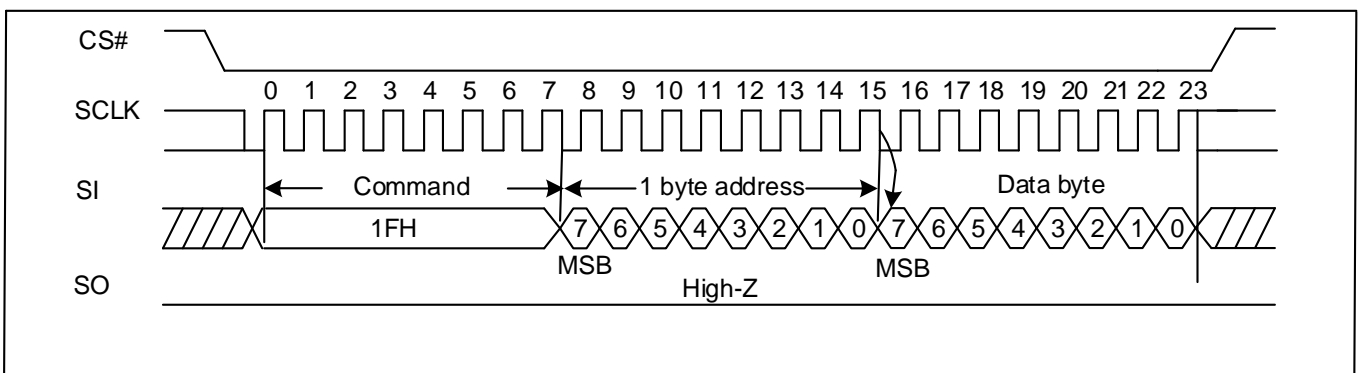 CS#
0 1 2 3 4 5 6 7 8 9 10 11 12 13 14 15 16 17 18 19 20 21 22 23
SCLK
SI
Command
1 byte address
Data byte
1FH
7 6 5 4 3 2 1 0 7 6 5 4 3 2 1 0
MSB
MSB
SO
High-Z